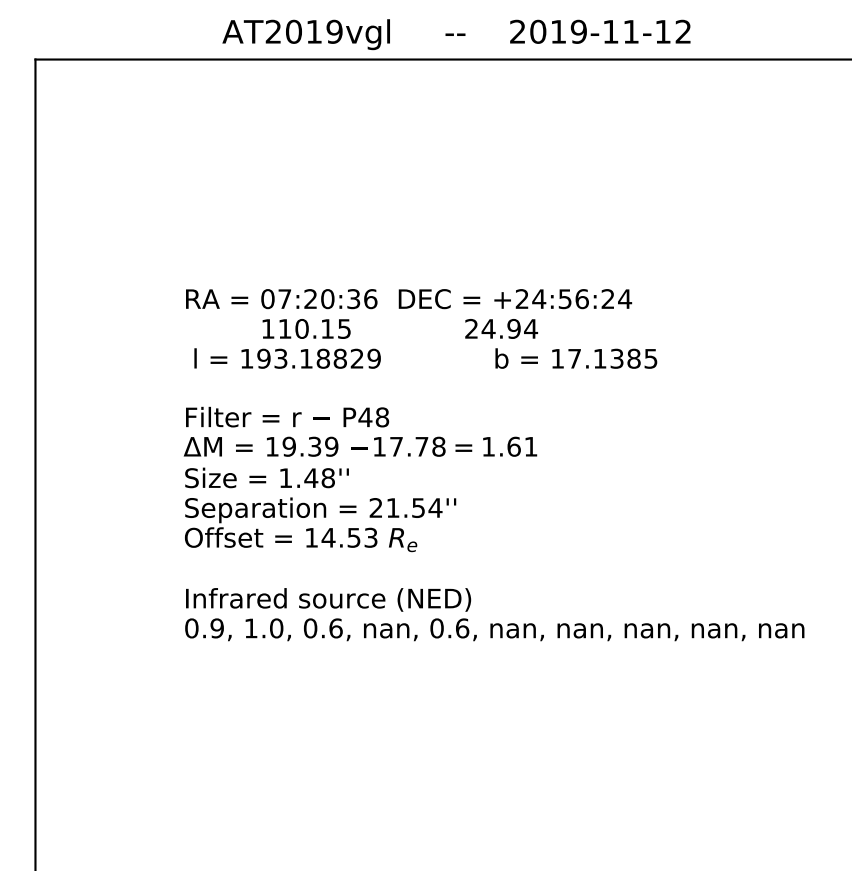 AT2019vgl -- 2019-11-12
RA = 07:20:36 DEC = +24:56:24
110.15 24.94
l = 193.18829 b = 17.1385
Filter = r − P48
ΔM = 19.39 −17.78 = 1.61
Size = 1.48''
Separation = 21.54''
Offset = 14.53 Re
Infrared source (NED)
0.9, 1.0, 0.6, nan, 0.6, nan, nan, nan, nan, nan